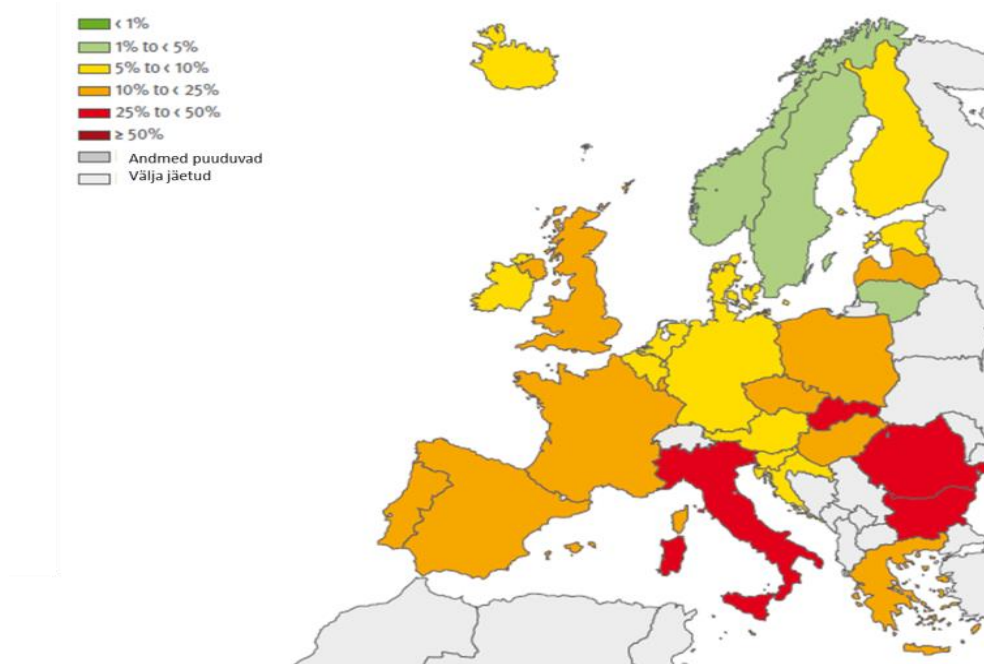 < 1%
1% to < 5%
5% to < 10%
10% to < 25%
25% to < 50%
≥ 50%
Andmed puuduvad
Välja jäetud